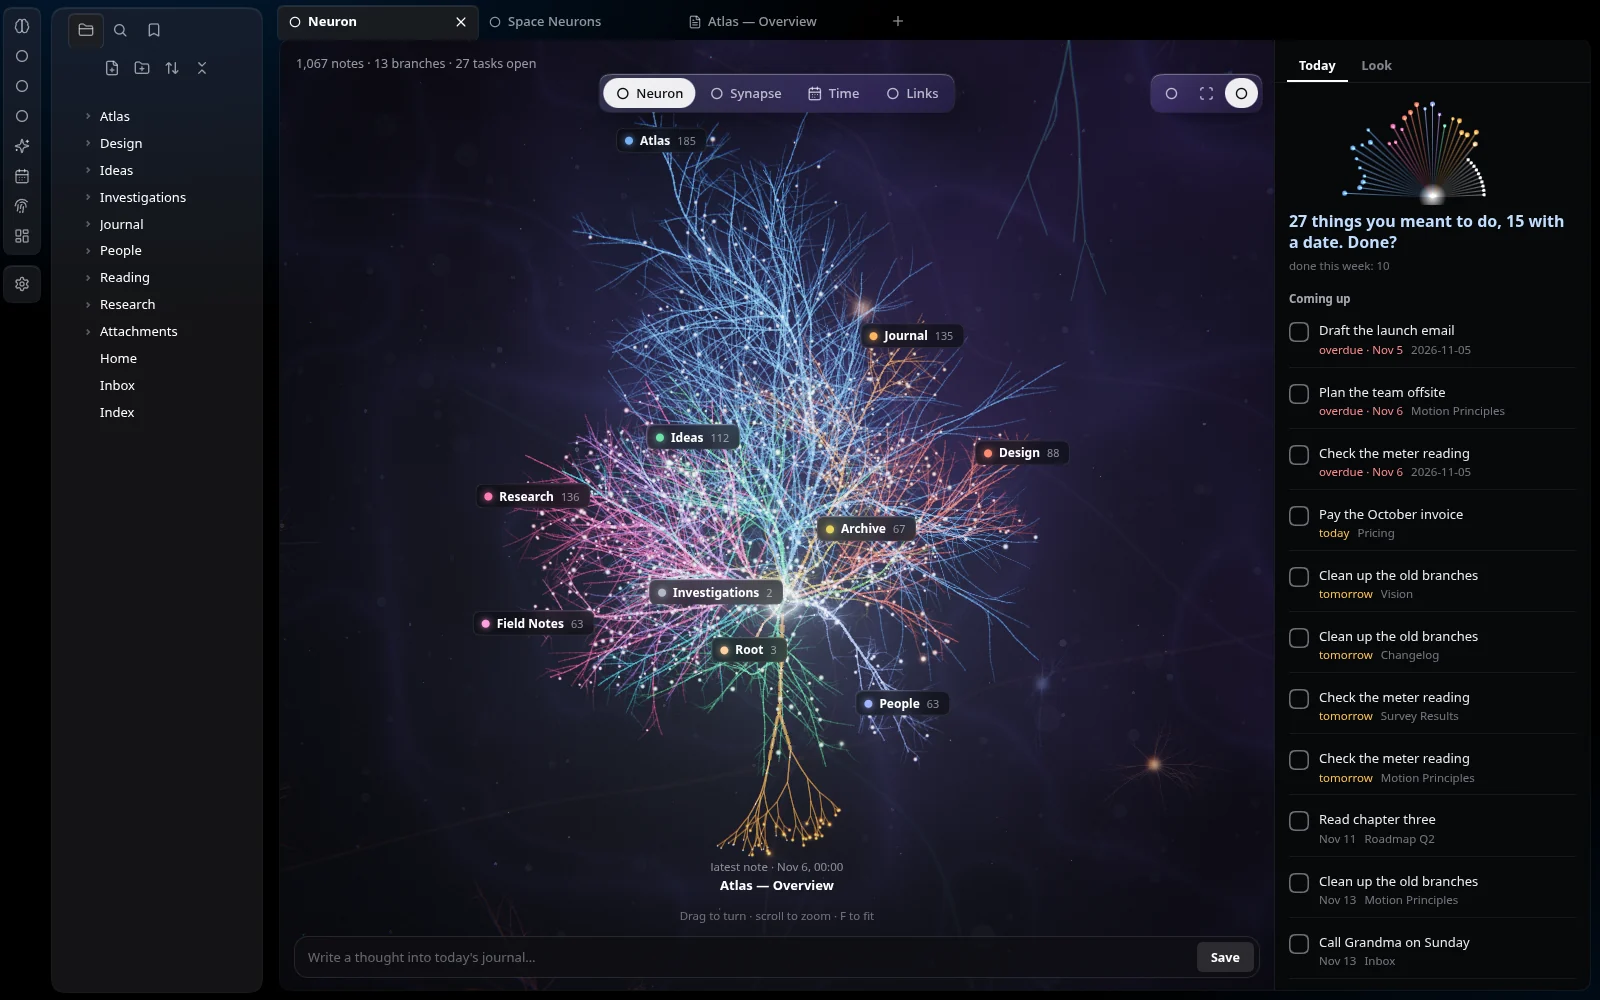 Neuron
Space Neurons
Atlas — Overview
Atlas
Design
Ideas
Investigations
Journal
People
Reading
Research
Attachments
Home
Inbox
Index
1,067 notes · 13 branches · 27 tasks open
Neuron
Synapse
Time
Links
Atlas 185
Journal 135
Ideas 112
Design 88
Research 136
Archive 67
Investigations 2
Field Notes 63
Root 3
People 63
latest note · Nov 6, 00:00
Atlas — Overview
Drag to turn · scroll to zoom · F to fit
Write a thought into today's journal...
Save
Today
Look
27 things you meant to do, 15 with
a date. Done?
done this week: 10
Coming up
Draft the launch email
overdue · Nov 5 2026-11-05
Plan the team offsite
overdue · Nov 6 Motion Principles
Check the meter reading
overdue · Nov 6 2026-11-05
Pay the October invoice
today Pricing
Clean up the old branches
tomorrow Vision
Clean up the old branches
tomorrow Changelog
Check the meter reading
tomorrow Survey Results
Check the meter reading
tomorrow Motion Principles
Read chapter three
Nov 11 Roadmap Q2
Clean up the old branches
Nov 13 Motion Principles
Call Grandma on Sunday
Nov 13 Inbox